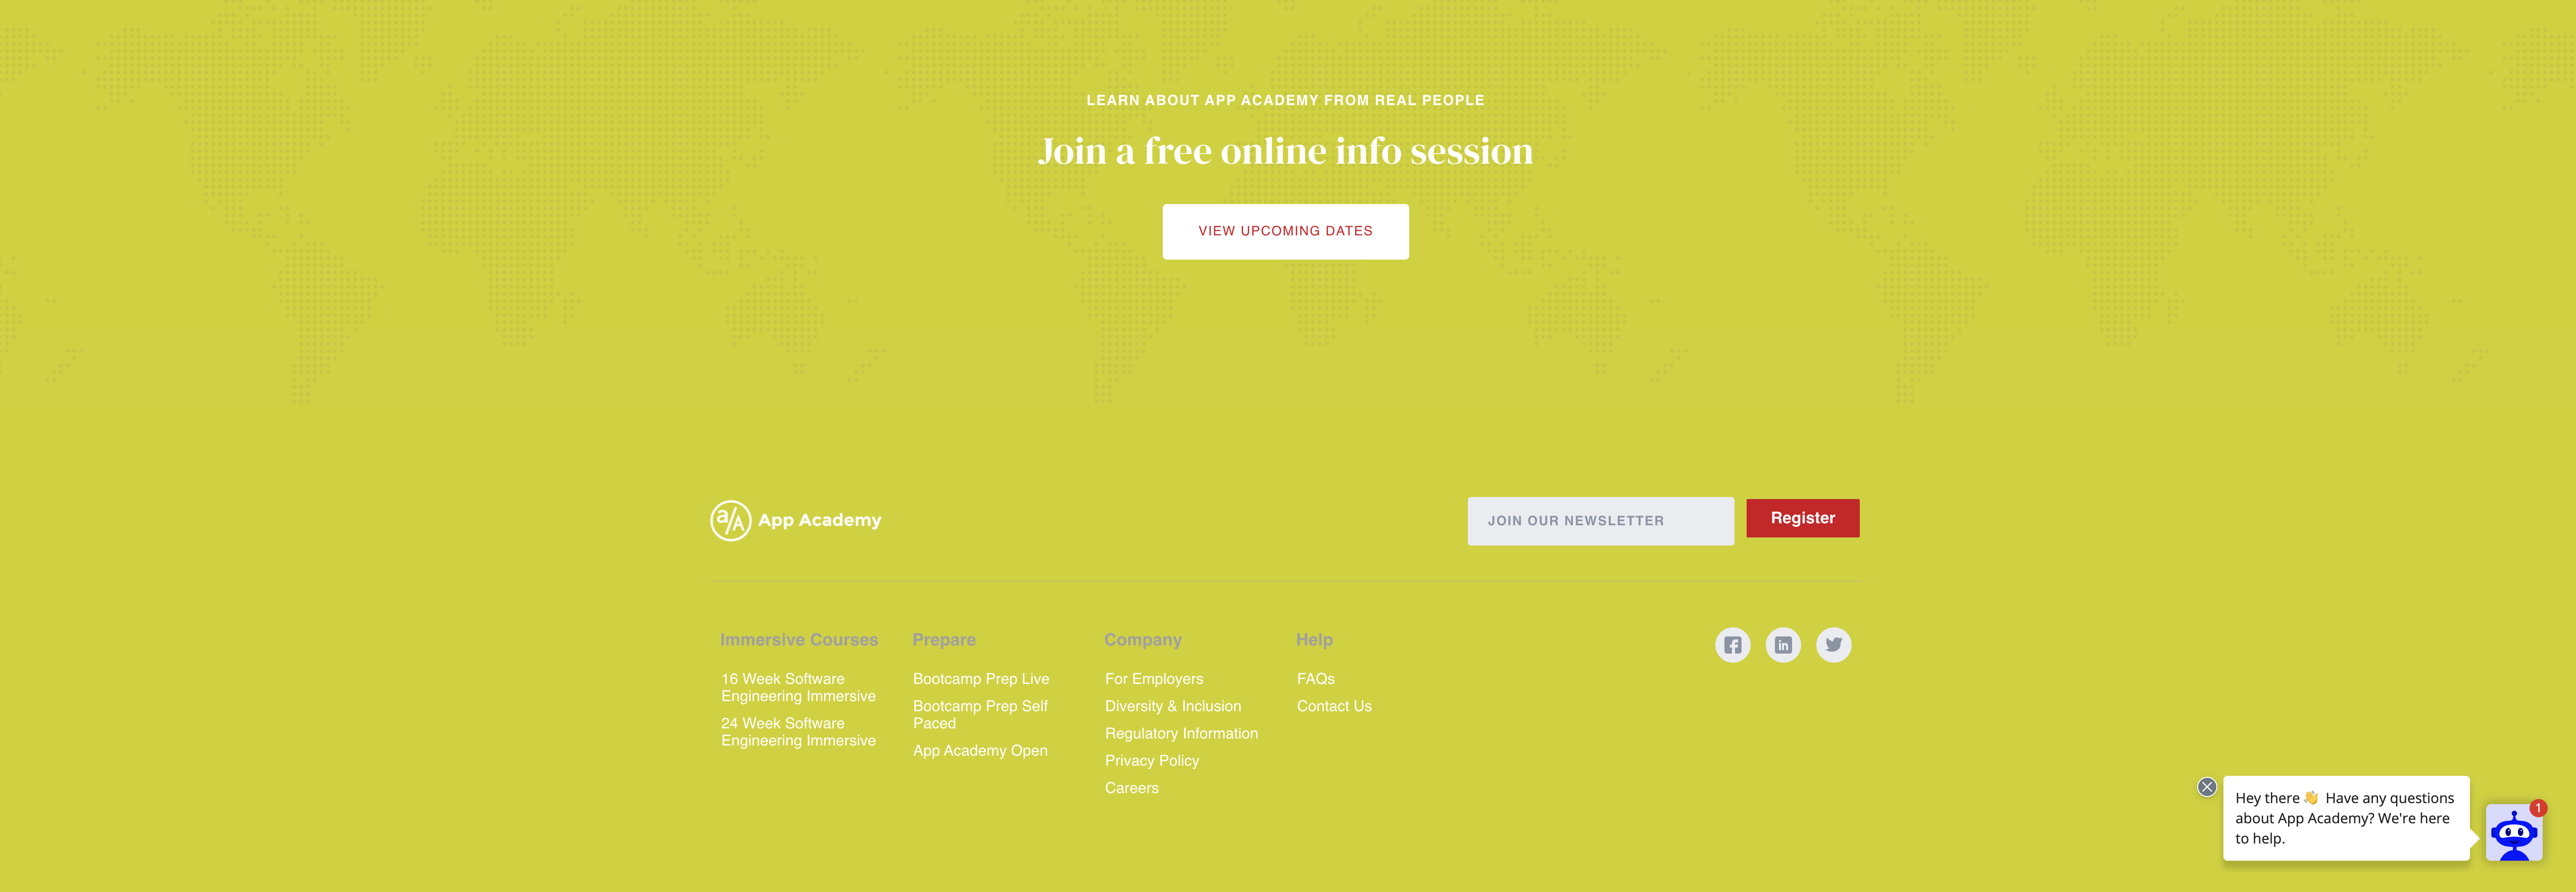 LEARN ABOUT APP ACADEMY FROM REAL PEOPLE
Join a free online info session
VIEW UPCOMING DATES
a/A App Academy
JOIN OUR NEWSLETTER
Register
Immersive Courses
16 Week Software
Engineering Immersive
24 Week Software
Engineering Immersive
Prepare
Bootcamp Prep Live
Bootcamp Prep Self
Paced
App Academy Open
Company
For Employers
Diversity & Inclusion
Regulatory Information
Privacy Policy
Careers
Help
FAQs
Contact Us
f
in
Hey there 👋 Have any questions
about App Academy? We're here
to help.
1